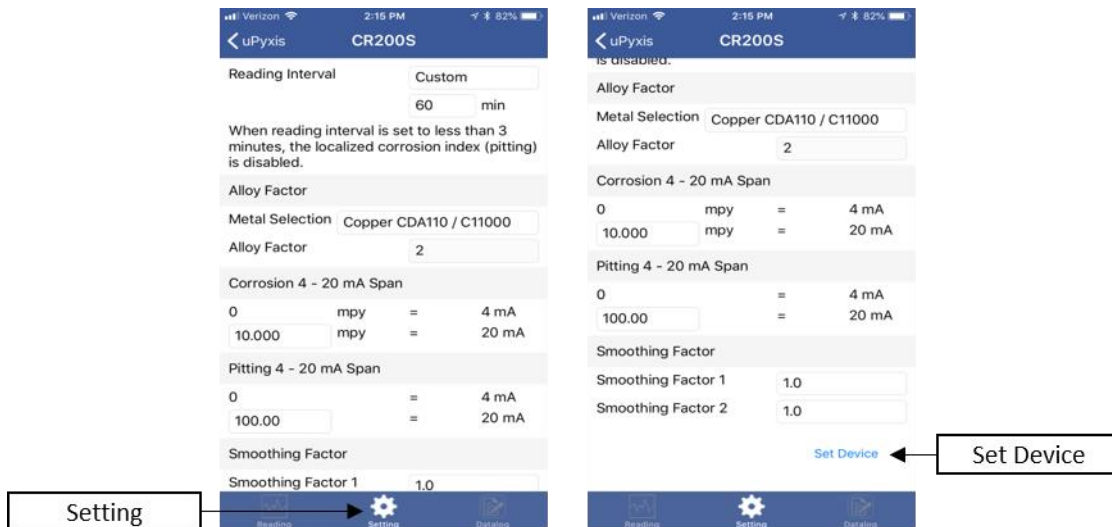 Verizon 2:15 PM 82%
uPyxis CR200S
Reading Interval Custom
60 min
When reading interval is set to less than 3
minutes, the localized corrosion index (pitting)
is disabled.
Alloy Factor
Metal Selection Copper CDA110 / C11000
Alloy Factor 2
Corrosion 4 - 20 mA Span
0 mpy = 4 mA
10.000 mpy = 20 mA
Pitting 4 - 20 mA Span
0 = 4 mA
100.00 = 20 mA
Smoothing Factor
Smoothing Factor 1 1.0
Reading Setting Datalog
Setting
Verizon 2:15 PM 82%
uPyxis CR200S
is disabled.
Alloy Factor
Metal Selection Copper CDA110 / C11000
Alloy Factor 2
Corrosion 4 - 20 mA Span
0 mpy = 4 mA
10.000 mpy = 20 mA
Pitting 4 - 20 mA Span
0 = 4 mA
100.00 = 20 mA
Smoothing Factor
Smoothing Factor 1 1.0
Smoothing Factor 2 1.0
Set Device
Reading Setting Datalog
Set Device